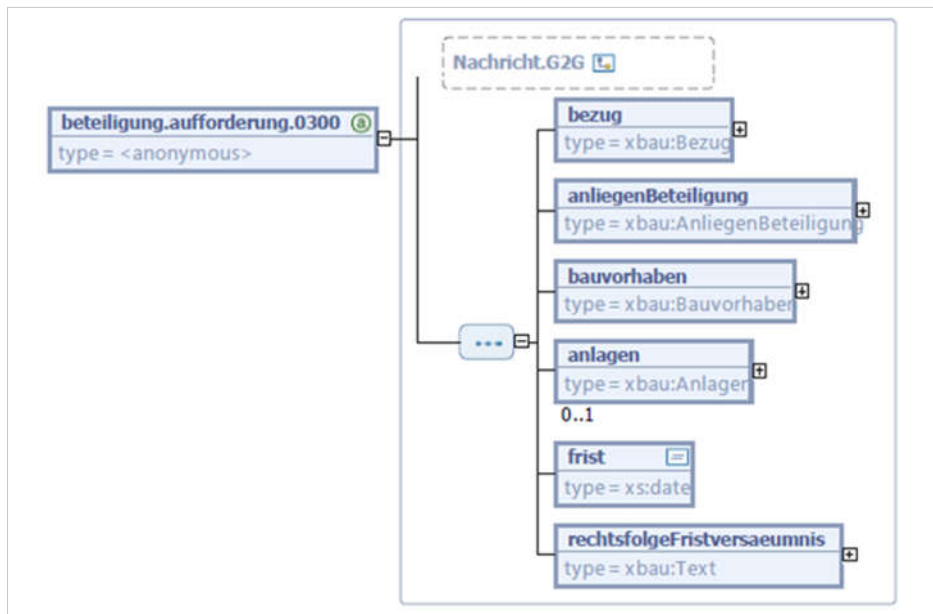 Nachricht.G2G
beteiligung.aufforderung.0300 a
type = <anonymous>
bezug
type = xbau:Bezug
anliegenBeteiligung
type = xbau:AnliegenBeteiligung
bauvorhaben
type = xbau:Bauvorhaben
anlagen
type = xbau:Anlagen
0..1
frist
type = xs:date
rechtsfolgeFristversaeumnis
type = xbau:Text